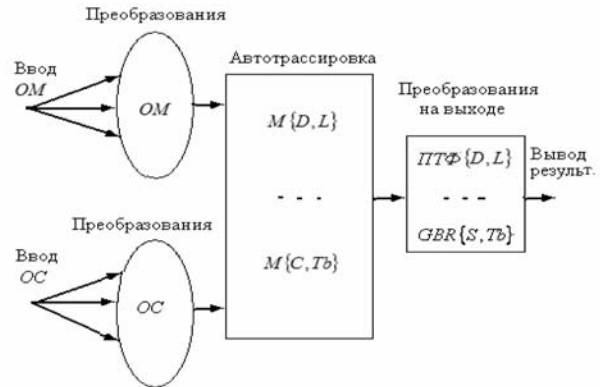 Преобразования
Ввод
ОМ
ОМ
Автотрассировка
М{D, L}
- - -
М{C, Tb}
Преобразования
на выходе
ПТФ{D, L}
- - -
GBR{S, Tb}
Вывод
результ.
Преобразования
Ввод
ОС
ОС